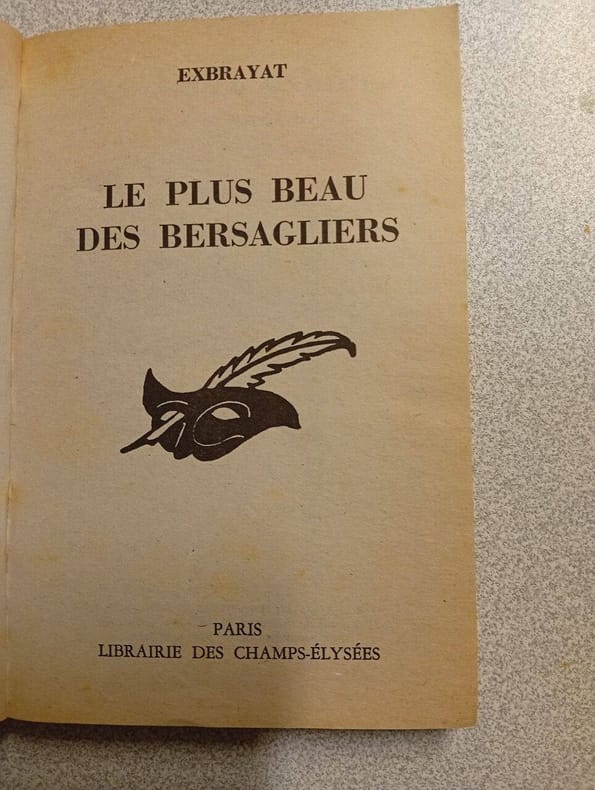 EXBRAYAT
LE PLUS BEAU
DES BERSAGLIERS
PARIS
LIBRAIRIE DES CHAMPS-ÉLYSÉES